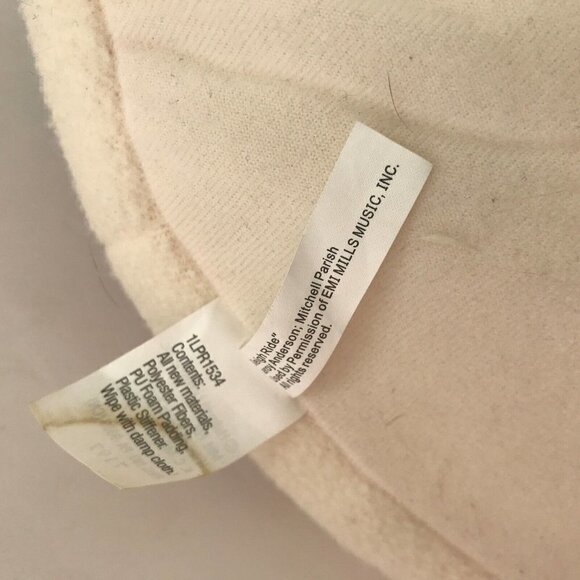 1LPR1534
Contents:
All new materials,
Polyester Fibers,
PU Foam Padding,
Plastic Stiffener.
Wipe with damp cloth.
Ride"
Anderson; Mitchell Parish
by Permission of EMI MILLS MUSIC, INC.
rights reserved.